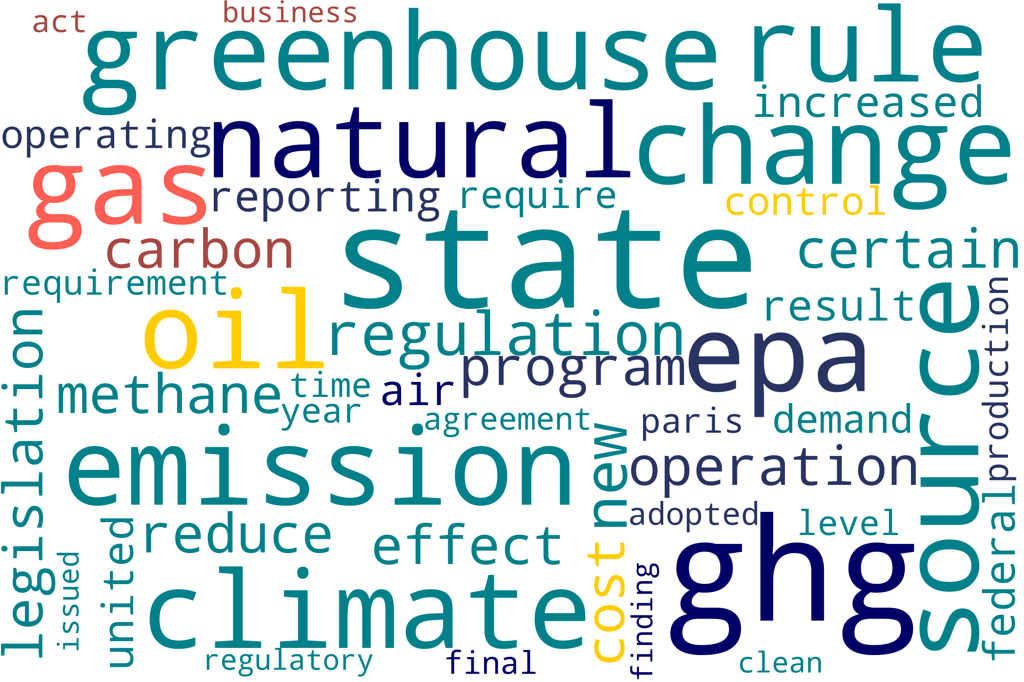 act
business
greenhouse
rule
increased
operating
natural
change
gas
reporting
require
control
carbon
state
certain
requirement
oil
regulation
result
source
production
legislation
methane
time
year
air
program
epa
agreement
paris
demand
emission
new
operation
adopted
level
federal
reduce
effect
united
issued
climate
cost
finding
ghg
regulatory
final
clean